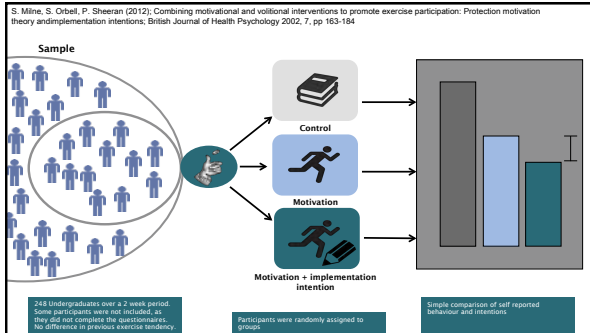 S. Milne, S. Orbell, P. Sheeran (2012); Combining motivational and volitional interventions to promote exercise participation: Protection motivation
theory andimplementation intentions; British Journal of Health Psychology 2002, 7, pp 163-184
Sample
Control
Motivation
Motivation + implementation
intention
248 Undergraduates over a 2 week period.
Some participants were not included, as
they did not complete the questionnaires.
No difference in previous exercise tendency.
Participants were randomly assigned to
groups
Simple comparison of self reported
behaviour and intentions